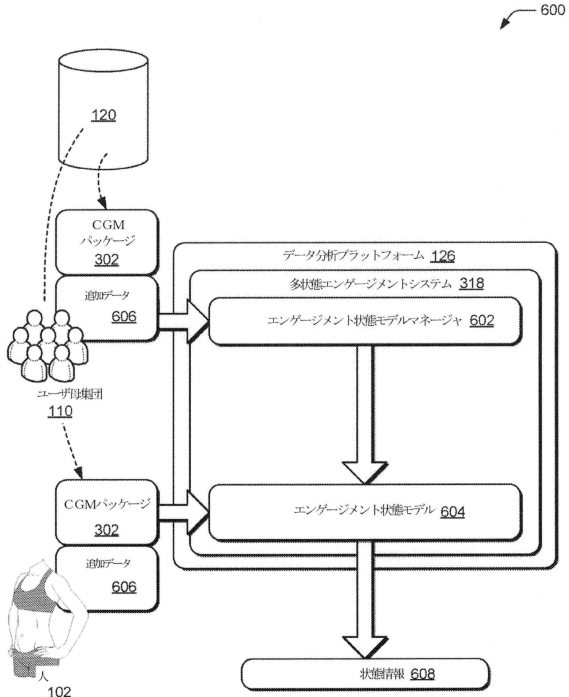 600
120
CGM
パッケージ
302
追加データ
606
データ分析プラットフォーム 126
多状態エンゲージメントシステム 318
エンゲージメント状態モデルマネージャ 602
ユーザ母集団
110
CGMパッケージ
302
エンゲージメント状態モデル 604
追加データ
606
人
102
状態情報 608